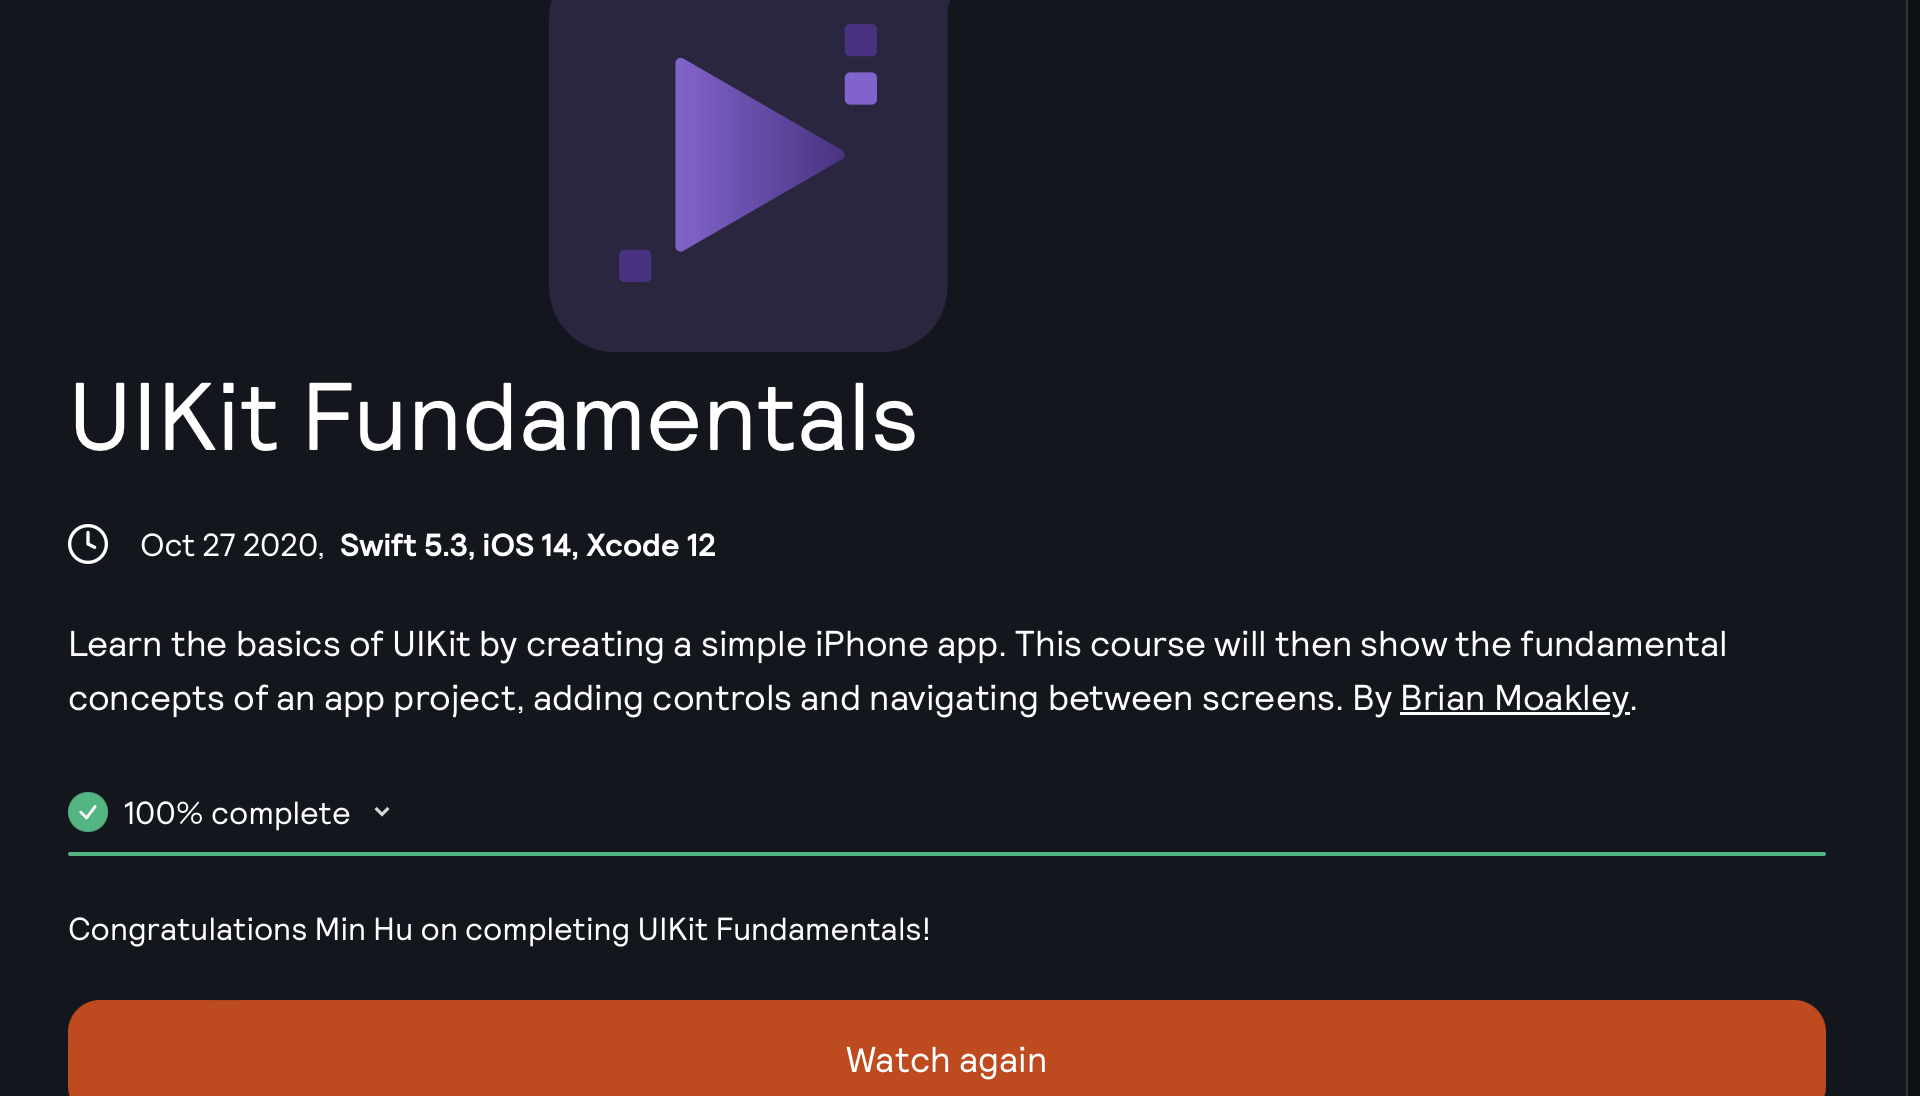 UIKit Fundamentals
Oct 27 2020, Swift 5.3, iOS 14, Xcode 12
Learn the basics of UIKit by creating a simple iPhone app. This course will then show the fundamental
concepts of an app project, adding controls and navigating between screens. By Brian Moakley.
100% complete
Congratulations Min Hu on completing UIKit Fundamentals!
Watch again